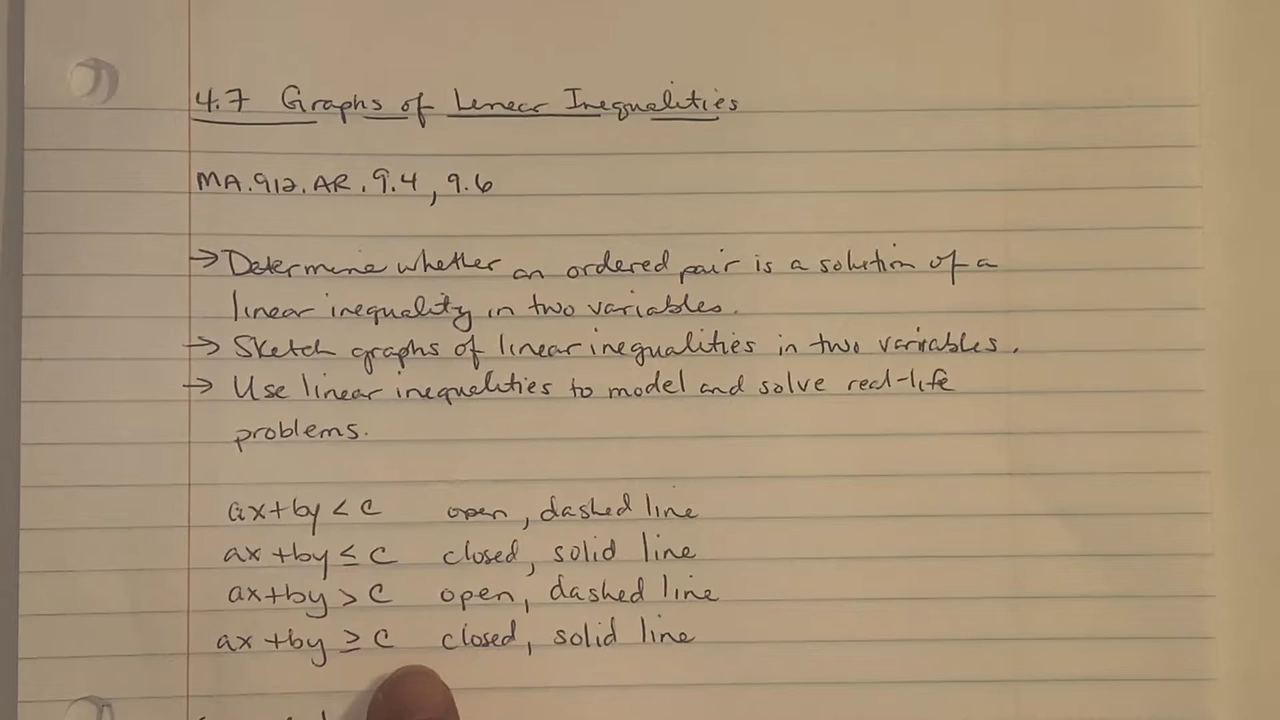 4.7 Graphs of Linear Inequalities
MA.912.AR.9.4, 9.6
→ Determine whether an ordered pair is a solution of a
linear inequality in two variables.
→ Sketch graphs of linear inequalities in two variables.
→ Use linear inequalities to model and solve real-life
problems.
ax+by < c open, dashed line
ax+by ≤ c closed, solid line
ax+by > c open, dashed line
ax+by ≥ c closed, solid line